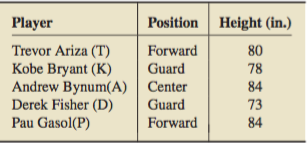 Player Position Height (in.)
Trevor Ariza (T) Forward 80
Kobe Bryant (K) Guard 78
Andrew Bynum(A) Center 84
Derek Fisher (D) Guard 73
Pau Gasol(P) Forward 84